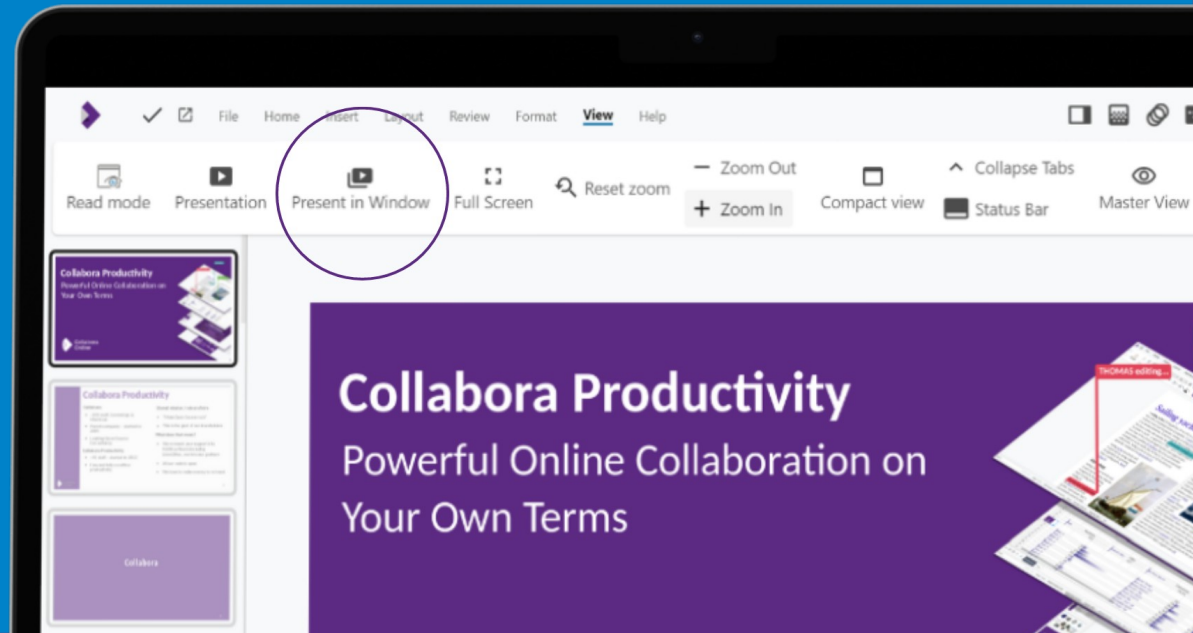 File Home Insert Layout Review Format View Help
Read mode
Presentation
Present in Window
Full Screen
Reset zoom
Zoom Out
Zoom In
Compact view
Collapse Tabs
Status Bar
Master View
Collabora Productivity
Powerful Online Collaboration on
Your Own Terms
Collabora
Online
Collabora Productivity
Collabora
Collabora Productivity
Powerful Online Collaboration on
Your Own Terms
THOMAS editing...